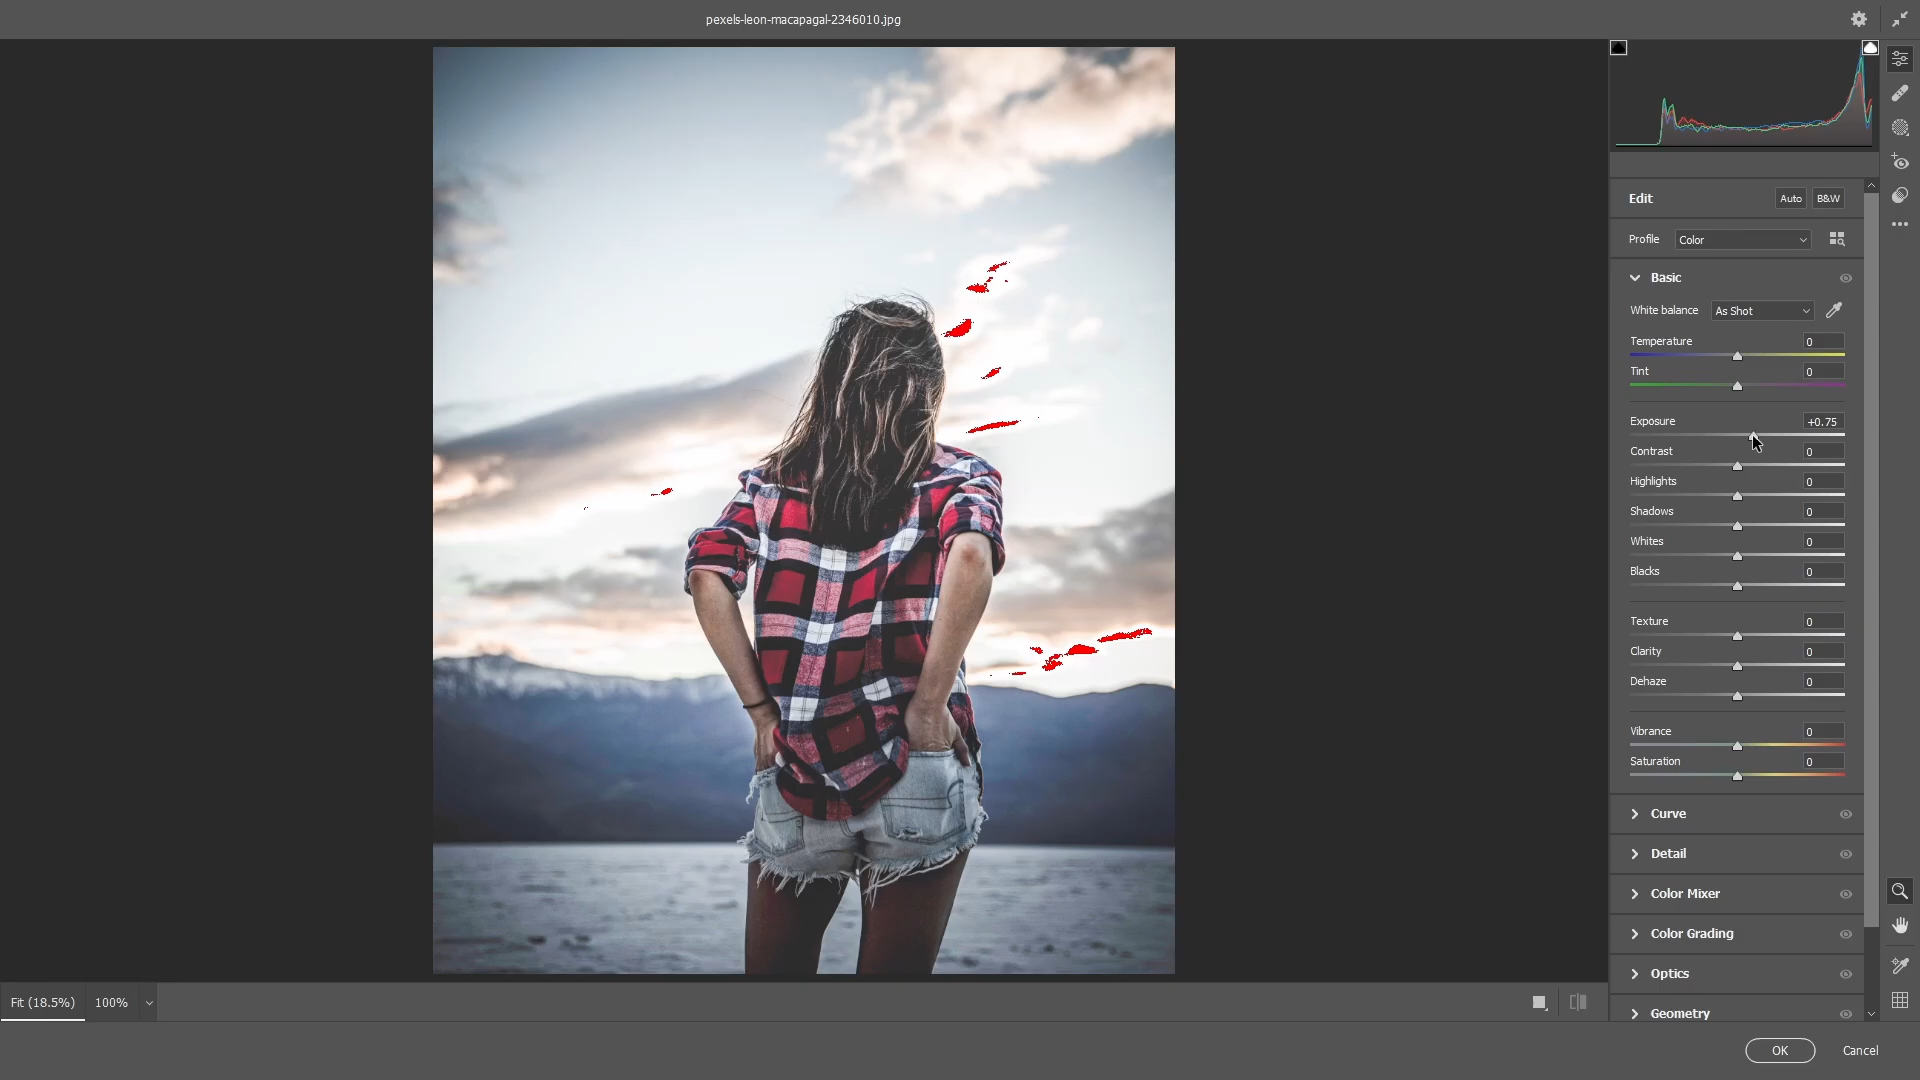 pexels-leon-macapagal-2346010.jpg
Edit Auto B&W
Profile Color
Basic
White balance As Shot
Temperature 0
Tint 0
Exposure +0.75
Contrast 0
Highlights 0
Shadows 0
Whites 0
Blacks 0
Texture 0
Clarity 0
Dehaze 0
Vibrance 0
Saturation 0
Curve
Detail
Color Mixer
Color Grading
Optics
Geometry
Fit (18.5%) 100%
OK Cancel